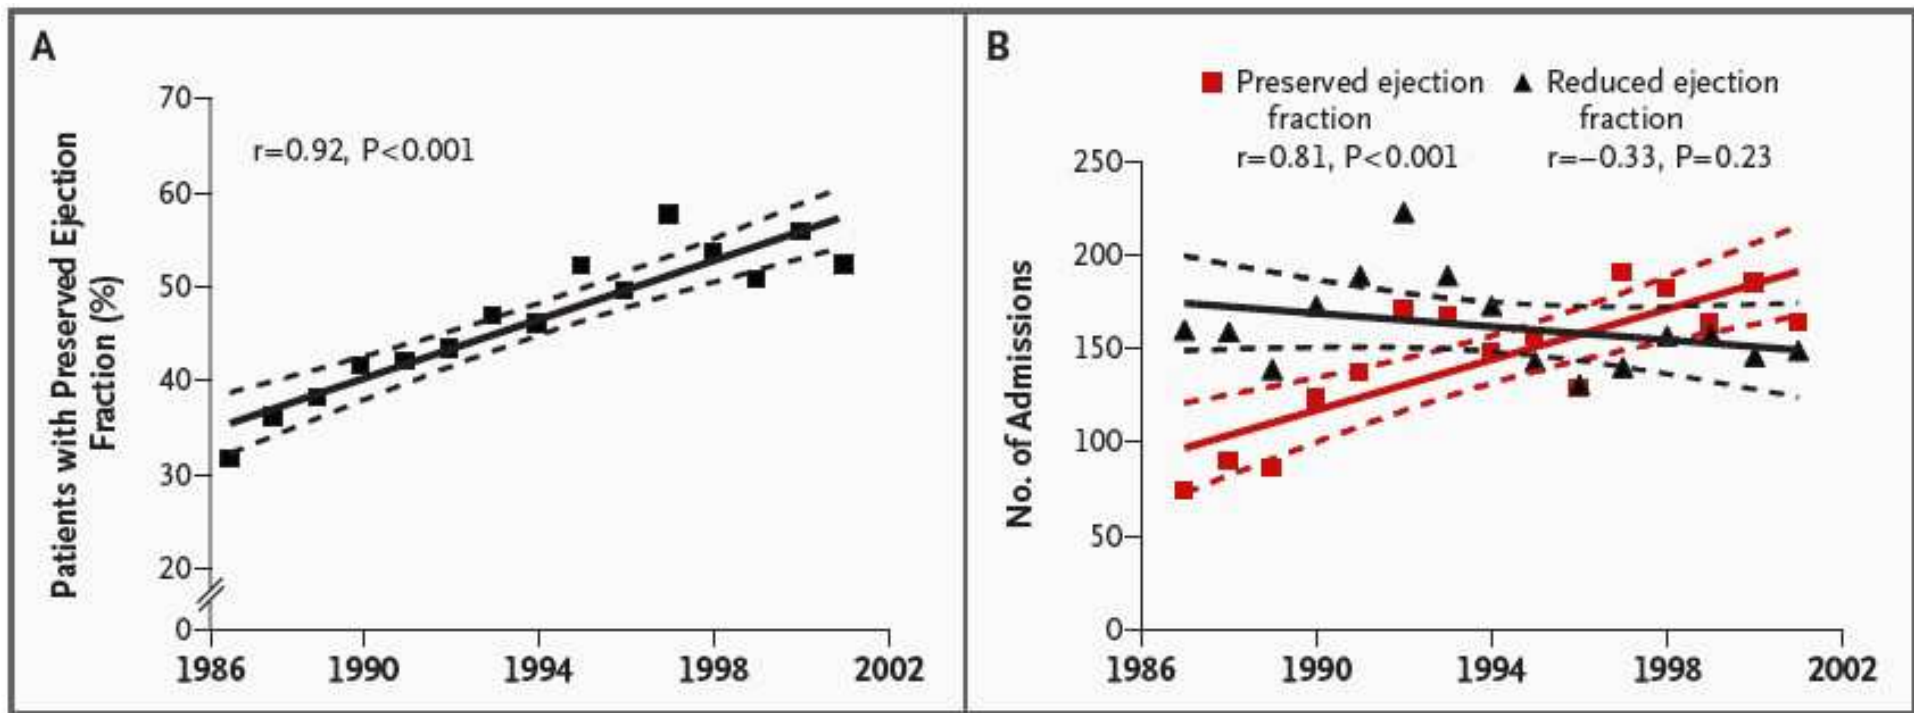 A
Patients with Preserved Ejection
Fraction (%)
r=0.92, P<0.001
70
60
50
40
30
20
0
1986 1990 1994 1998 2002
B
Preserved ejection
fraction
r=0.81, P<0.001
Reduced ejection
fraction
r=−0.33, P=0.23
No. of Admissions
250
200
150
100
50
0
1986 1990 1994 1998 2002